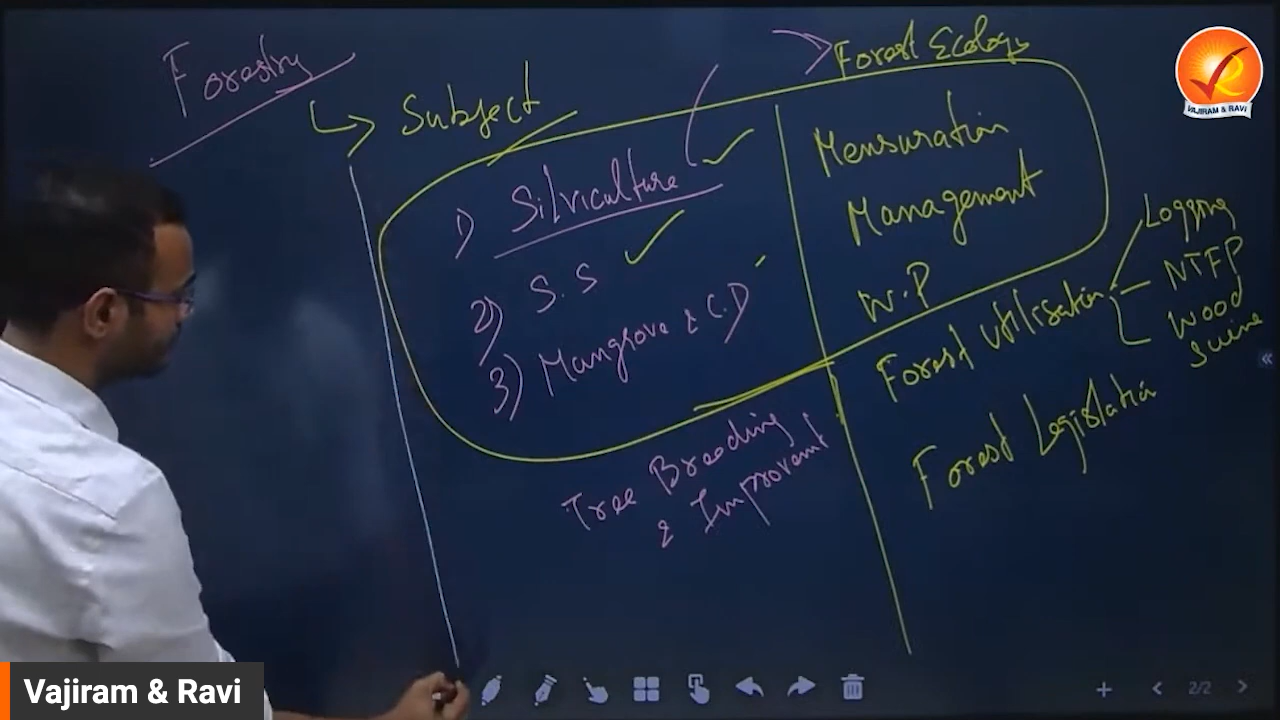 Forestry
Subject
Forest Ecology
1) Silviculture
2) S.S
3) Mangrove & C.D
Tree Breeding
& Improvemt
Mensuration
Management
W.P
Forest Utilisation
Logging
NTFP
Wood
Forest Legislation
VAJIRAM & RAVI
Vajiram & Ravi
2/2